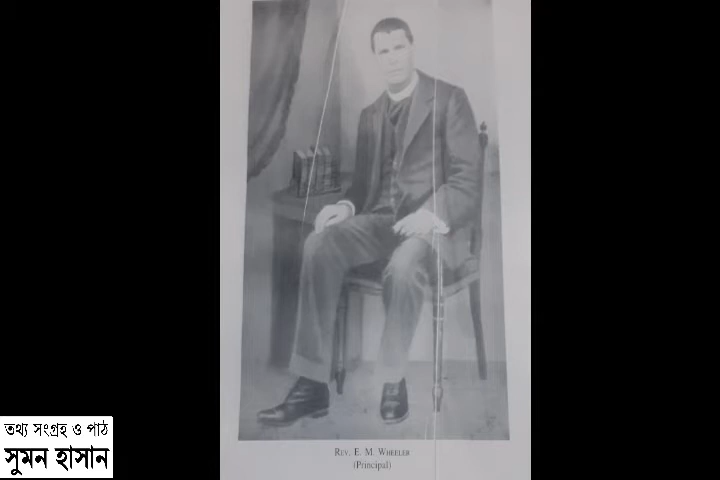 REV. E. M. WHEELER
(Principal)
তথ্য সংগ্রহ ও পাঠ
সুমন হাসান